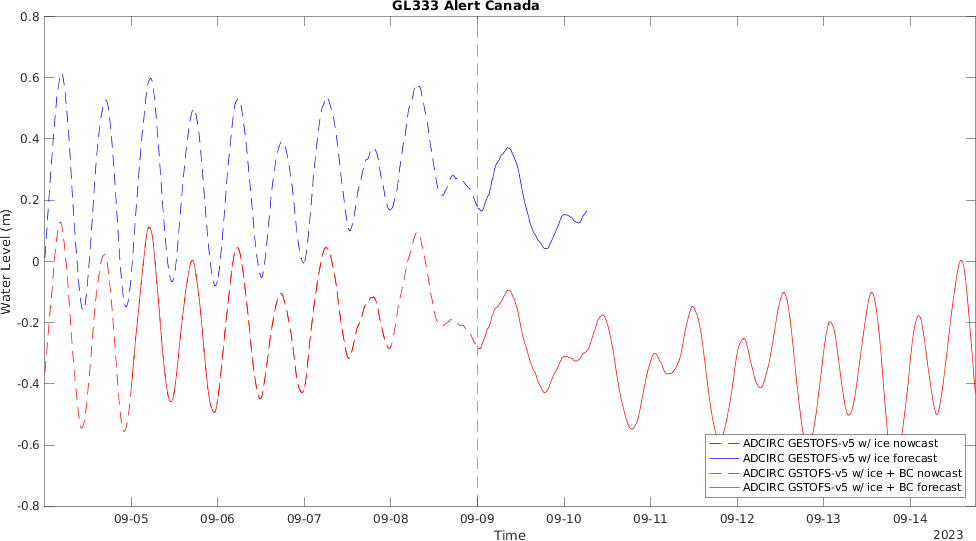 GL333 Alert Canada
0.8
0.6
0.4
0.2
0
-0.2
-0.4
-0.6
-0.8
Water Level (m)
ADCIRC GESTOFS-v5 w/ ice nowcast
ADCIRC GESTOFS-v5 w/ ice forecast
ADCIRC GSTOFS-v5 w/ ice + BC nowcast
ADCIRC GSTOFS-v5 w/ ice + BC forecast
09-05 09-06 09-07 09-08 09-09 09-10 09-11 09-12 09-13 09-14
Time
2023